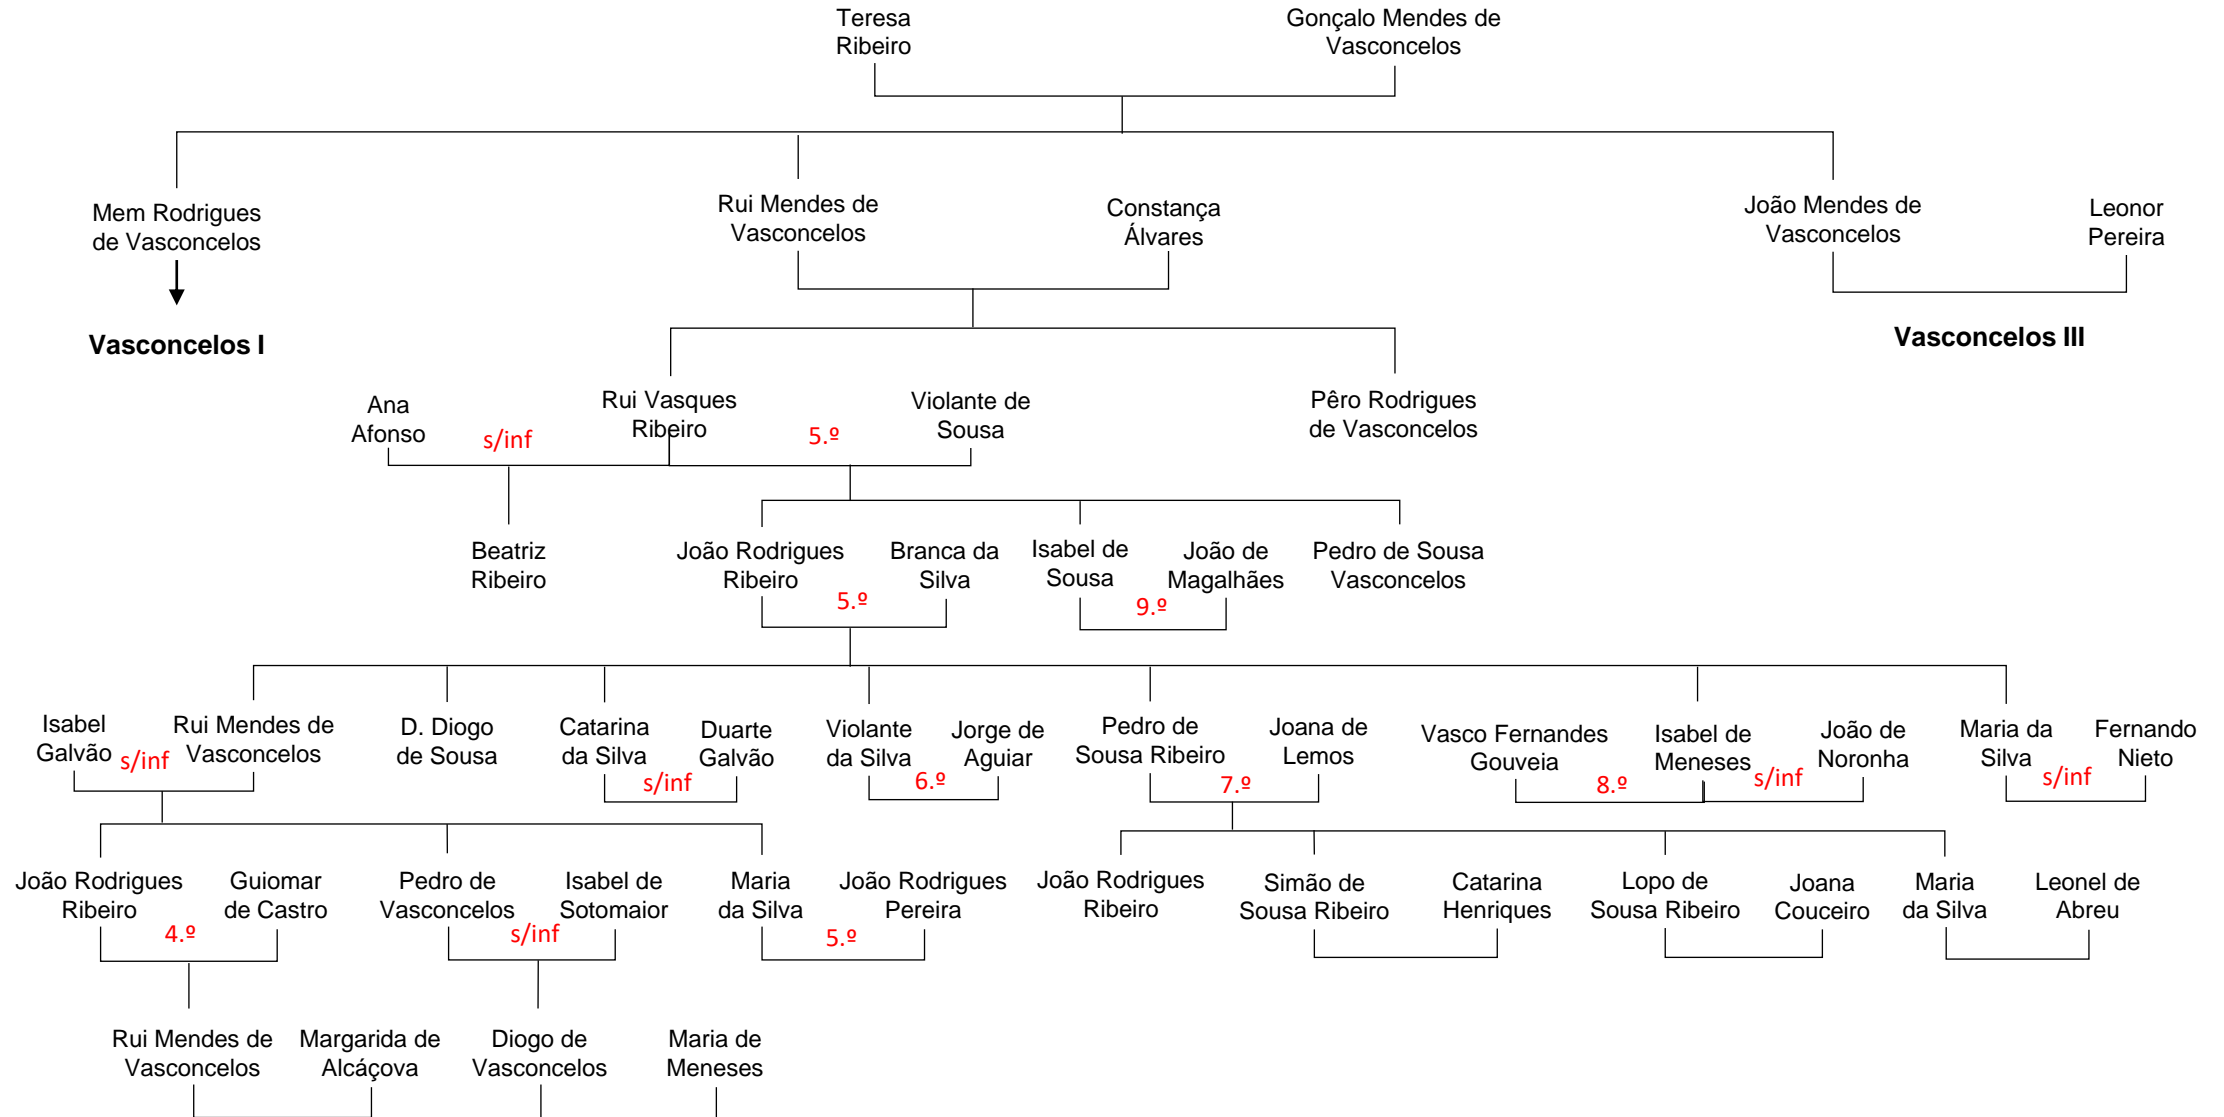 Teresa
Ribeiro
Gonçalo Mendes de
Vasconcelos
Mem Rodrigues
de Vasconcelos
Rui Mendes de
Vasconcelos
Constança
Álvares
João Mendes de
Vasconcelos
Leonor
Pereira
Vasconcelos I
Vasconcelos III
Ana
Afonso
s/inf
Rui Vasques
Ribeiro
5.º
Violante de
Sousa
Pêro Rodrigues
de Vasconcelos
Beatriz
Ribeiro
João Rodrigues
Ribeiro
5.º
Branca da
Silva
Isabel de
Sousa
9.º
João de
Magalhães
Pedro de Sousa
Vasconcelos
Isabel
Galvão
s/inf
Rui Mendes de
Vasconcelos
D. Diogo
de Sousa
Catarina
da Silva
s/inf
Duarte
Galvão
Violante
da Silva
6.º
Jorge de
Aguiar
Pedro de
Sousa Ribeiro
7.º
Joana de
Lemos
Vasco Fernandes
Gouveia
8.º
Isabel de
Meneses
s/inf
João de
Noronha
Maria da
Silva
s/inf
Fernando
Nieto
João Rodrigues
Ribeiro
4.º
Guiomar
de Castro
Pedro de
Vasconcelos
s/inf
Isabel de
Sotomaior
Maria
da Silva
5.º
João Rodrigues
Pereira
João Rodrigues
Ribeiro
Simão de
Sousa Ribeiro
Catarina
Henriques
Lopo de
Sousa Ribeiro
Joana
Couceiro
Maria
da Silva
Leonel de
Abreu
Rui Mendes de
Vasconcelos
Margarida de
Alcáçova
Diogo de
Vasconcelos
Maria de
Meneses